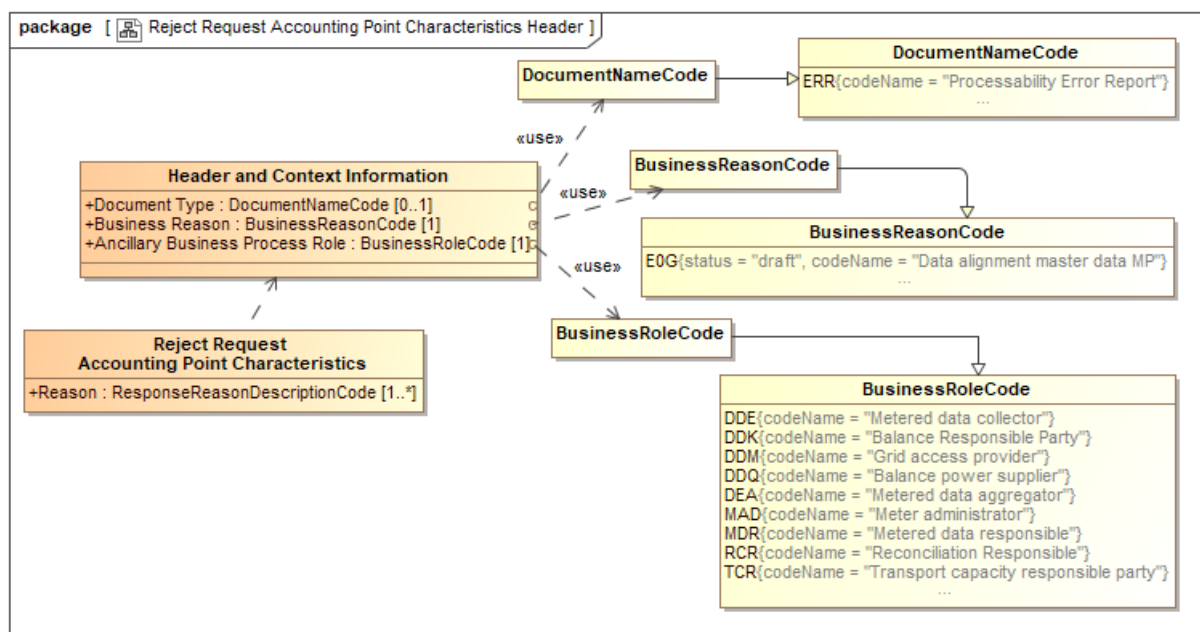 package [ Reject Request Accounting Point Characteristics Header ]
DocumentNameCode
DocumentNameCode
ERR{codeName = "Processability Error Report"}
...
«use»
Header and Context Information
+Document Type : DocumentNameCode [0..1]
+Business Reason : BusinessReasonCode [1]
+Ancillary Business Process Role : BusinessRoleCode [1]
«use»
BusinessReasonCode
BusinessReasonCode
E0G{status = "draft", codeName = "Data alignment master data MP"}
...
«use»
BusinessRoleCode
Reject Request
Accounting Point Characteristics
+Reason : ResponseReasonDescriptionCode [1..*]
BusinessRoleCode
DDE{codeName = "Metered data collector"}
DDK{codeName = "Balance Responsible Party"}
DDM{codeName = "Grid access provider"}
DDQ{codeName = "Balance power supplier"}
DEA{codeName = "Metered data aggregator"}
MAD{codeName = "Meter administrator"}
MDR{codeName = "Metered data responsible"}
RCR{codeName = "Reconciliation Responsible"}
TCR{codeName = "Transport capacity responsible party"}
...